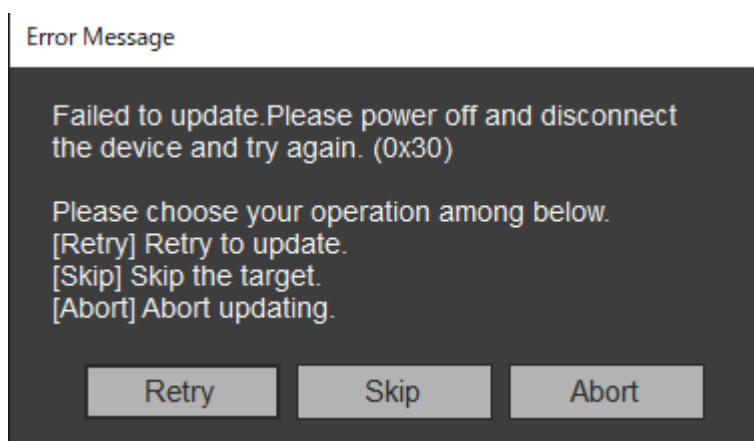 Error Message
Failed to update.Please power off and disconnect
the device and try again. (0x30)
Please choose your operation among below.
[Retry] Retry to update.
[Skip] Skip the target.
[Abort] Abort updating.
Retry Skip Abort